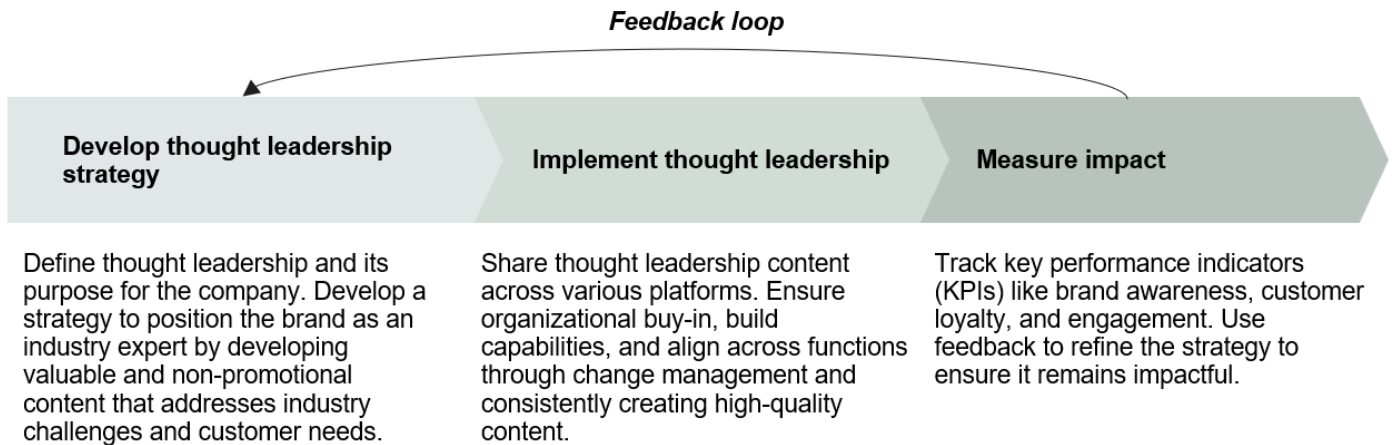 Feedback loop
Develop thought leadership
strategy
Implement thought leadership
Measure impact
Define thought leadership and its
purpose for the company. Develop a
strategy to position the brand as an
industry expert by developing
valuable and non-promotional
content that addresses industry
challenges and customer needs.
Share thought leadership content
across various platforms. Ensure
organizational buy-in, build
capabilities, and align across functions
through change management and
consistently creating high-quality
content.
Track key performance indicators
(KPIs) like brand awareness, customer
loyalty, and engagement. Use
feedback to refine the strategy to
ensure it remains impactful.